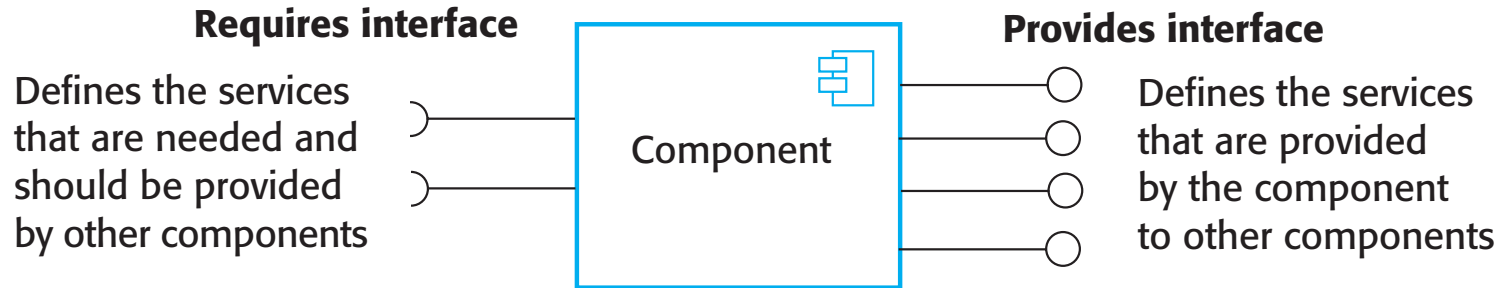 Requires interface
Defines the services
that are needed and
should be provided
by other components
Component
Provides interface
Defines the services
that are provided
by the component
to other components